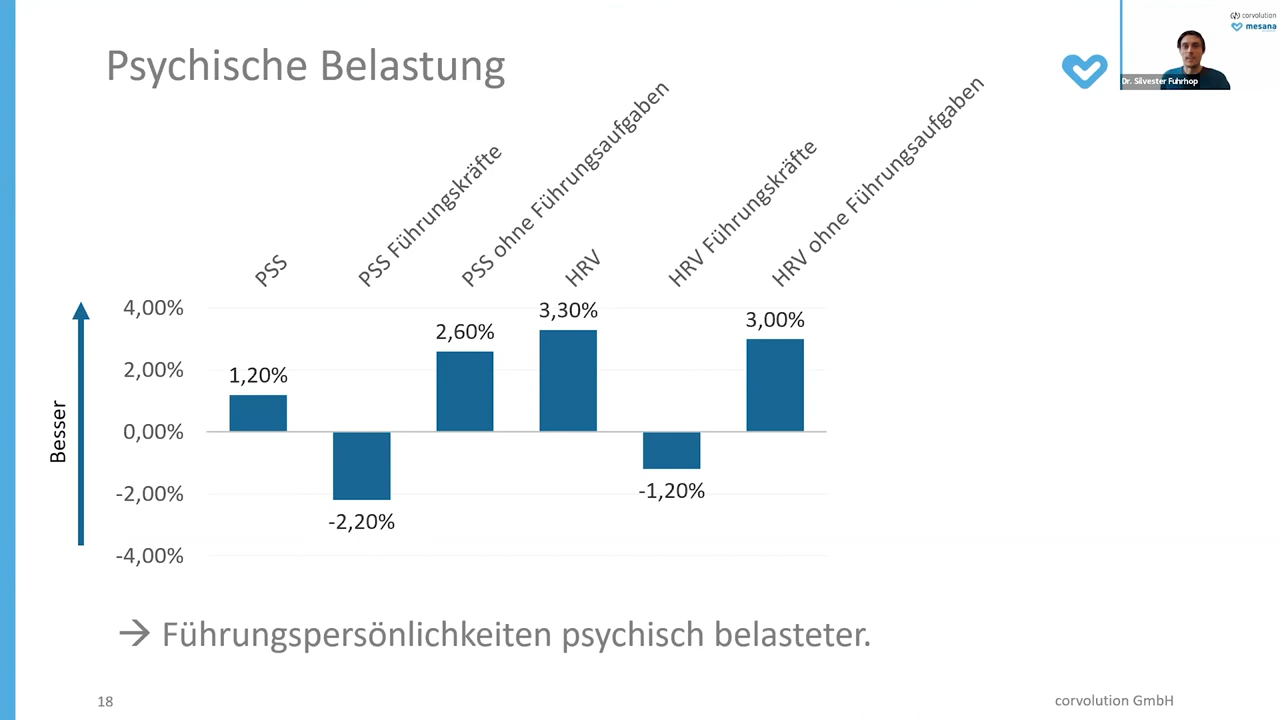 Psychische Belastung
corvolution
mesana
Dr. Silvester Fuhrhop
PSS
PSS Führungskräfte
PSS ohne Führungsaufgaben
HRV
HRV Führungskräfte
HRV ohne Führungsaufgaben
Besser
4,00%
2,00%
0,00%
-2,00%
-4,00%
1,20%
-2,20%
2,60%
3,30%
-1,20%
3,00%
→ Führungspersönlichkeiten psychisch belasteter.
18
corvolution GmbH